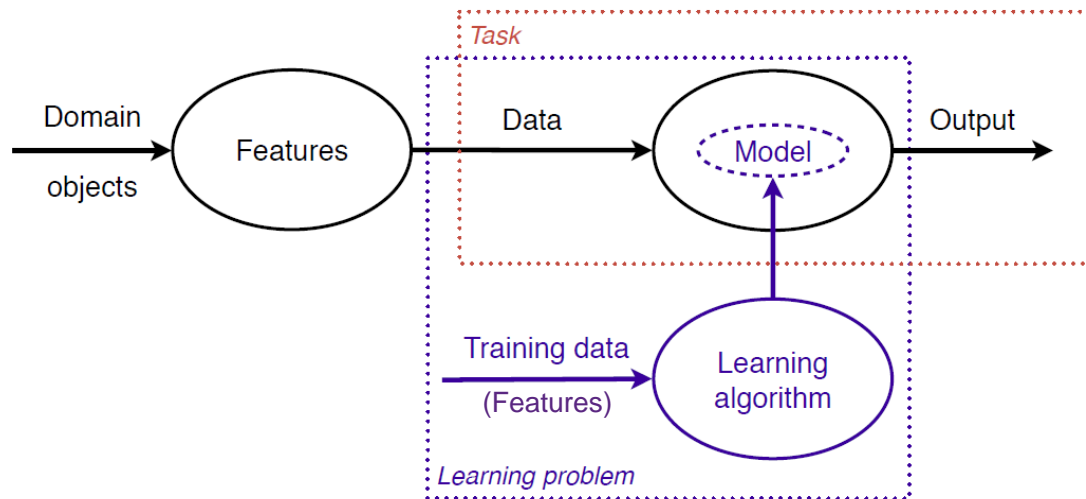 Task
Domain
objects
Features
Data
Model
Output
Training data
(Features)
Learning
algorithm
Learning problem